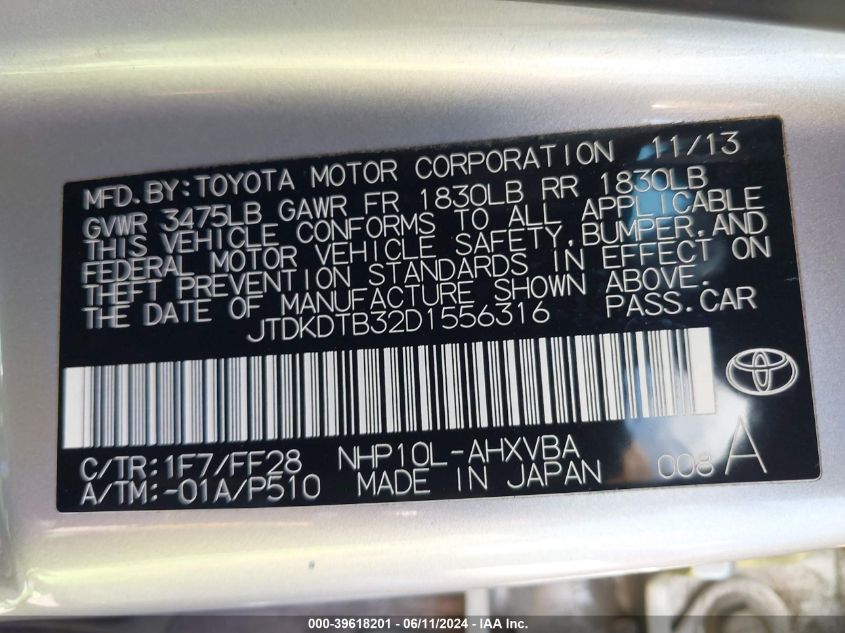 MFD.BY:TOYOTA MOTOR CORPORATION 11/13
GVWR 3475LB GAWR FR 1830LB RR 1830LB
THIS VEHICLE CONFORMS TO ALL APPLICABLE
FEDERAL MOTOR VEHICLE SAFETY,BUMPER,AND
THEFT PREVENTION STANDARDS IN EFFECT ON
THE DATE OF MANUFACTURE SHOWN ABOVE.
JTDKDTB32D1556316 PASS.CAR
C/TR:1F7/FF28 NHP10L-AHXVBA 008 A
A/TM:-01A/P510 MADE IN JAPAN
000-39618201 - 06/11/2024 - IAA Inc.